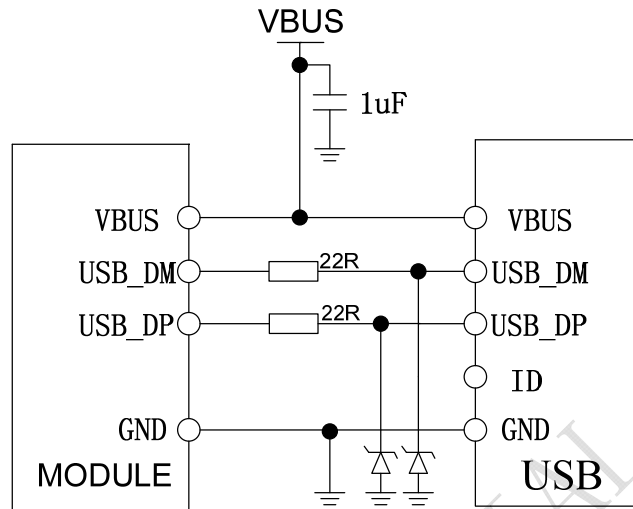 VBUS
1uF
VBUS
VBUS
USB_DM
22R
USB_DM
USB_DP
22R
USB_DP
ID
GND
GND
MODULE
USB